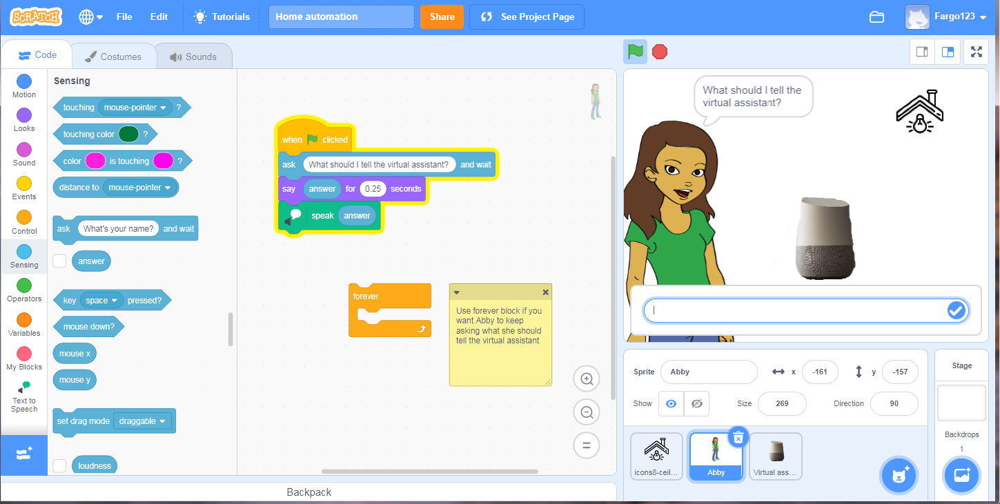 SCRATCH
File
Edit
Tutorials
Home automation
Share
See Project Page
Fargo123
Code
Costumes
Sounds
Motion
Looks
Sound
Events
Control
Sensing
Operators
Variables
My Blocks
Text to
Speech
Sensing
touching mouse-pointer ?
touching color ?
color is touching ?
distance to mouse-pointer
ask What's your name? and wait
answer
key space pressed?
mouse down?
mouse x
mouse y
set drag mode draggable
loudness
when clicked
ask What should I tell the virtual assistant? and wait
say answer for 0.25 seconds
speak answer
forever
Use forever block if you
want Abby to keep
asking what she should
tell the virtual assistant
Backpack
What should I tell the
virtual assistant?
Sprite Abby x -161 y -157
Show Size 269 Direction 90
icons8-ceil...
Abby
Virtual ass...
Stage
Backdrops
1